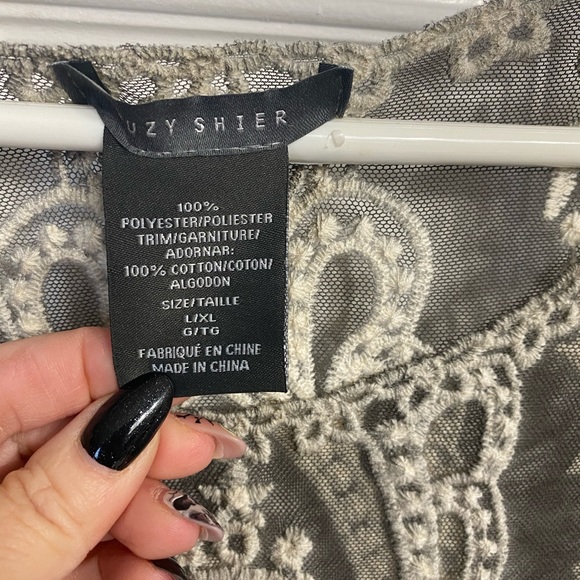 UZY SHIER
100%
POLYESTER/POLIESTER
TRIM/GARNITURE/
ADORNAR:
100% COTTON/COTON/
ALGODON
SIZE/TAILLE
L/XL
G/TG
FABRIQUÉ EN CHINE
MADE IN CHINA